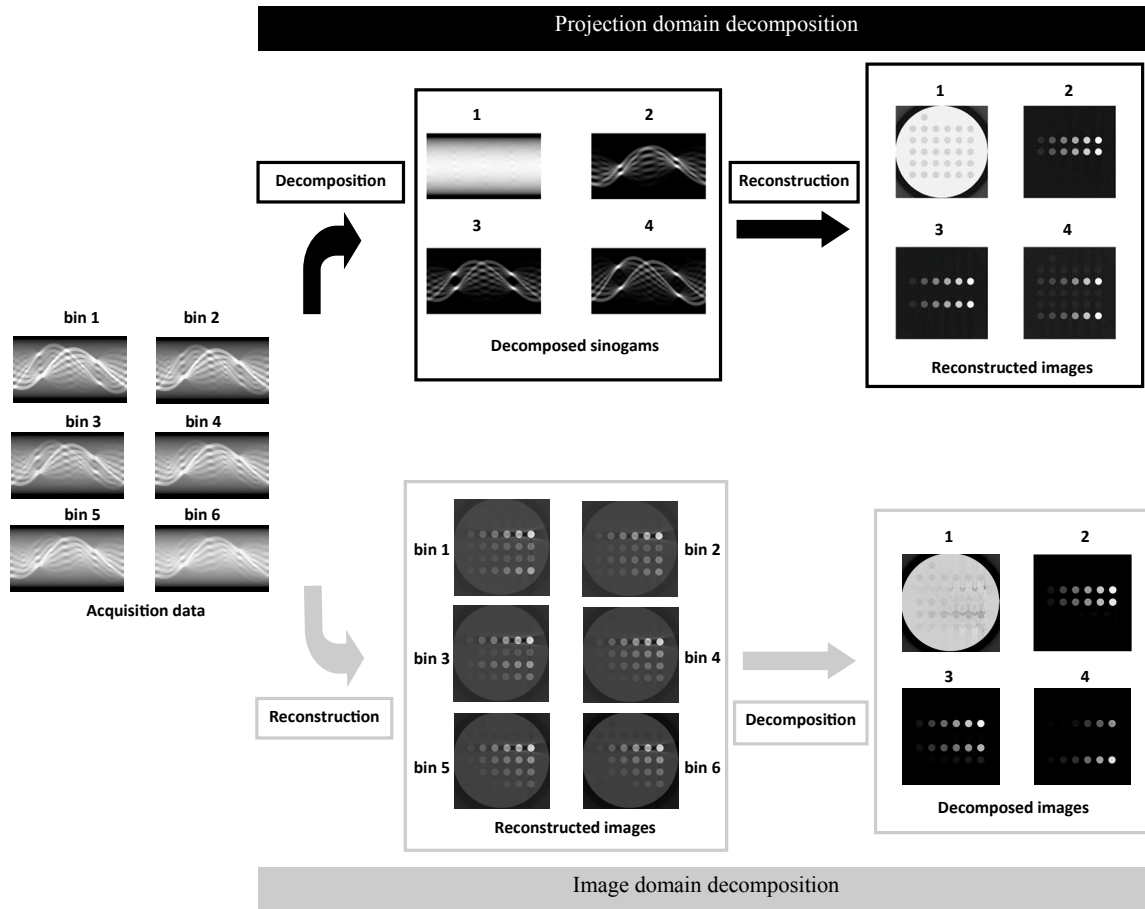 Projection domain decomposition
1
2
1
2
Decomposition
Reconstruction
3
4
3
4
Decomposed sinogams
Reconstructed images
bin 1
bin 2
bin 3
bin 4
bin 5
bin 6
Acquisition data
bin 1
bin 2
1
2
bin 3
bin 4
Reconstruction
Decomposition
3
4
bin 5
bin 6
Reconstructed images
Decomposed images
Image domain decomposition